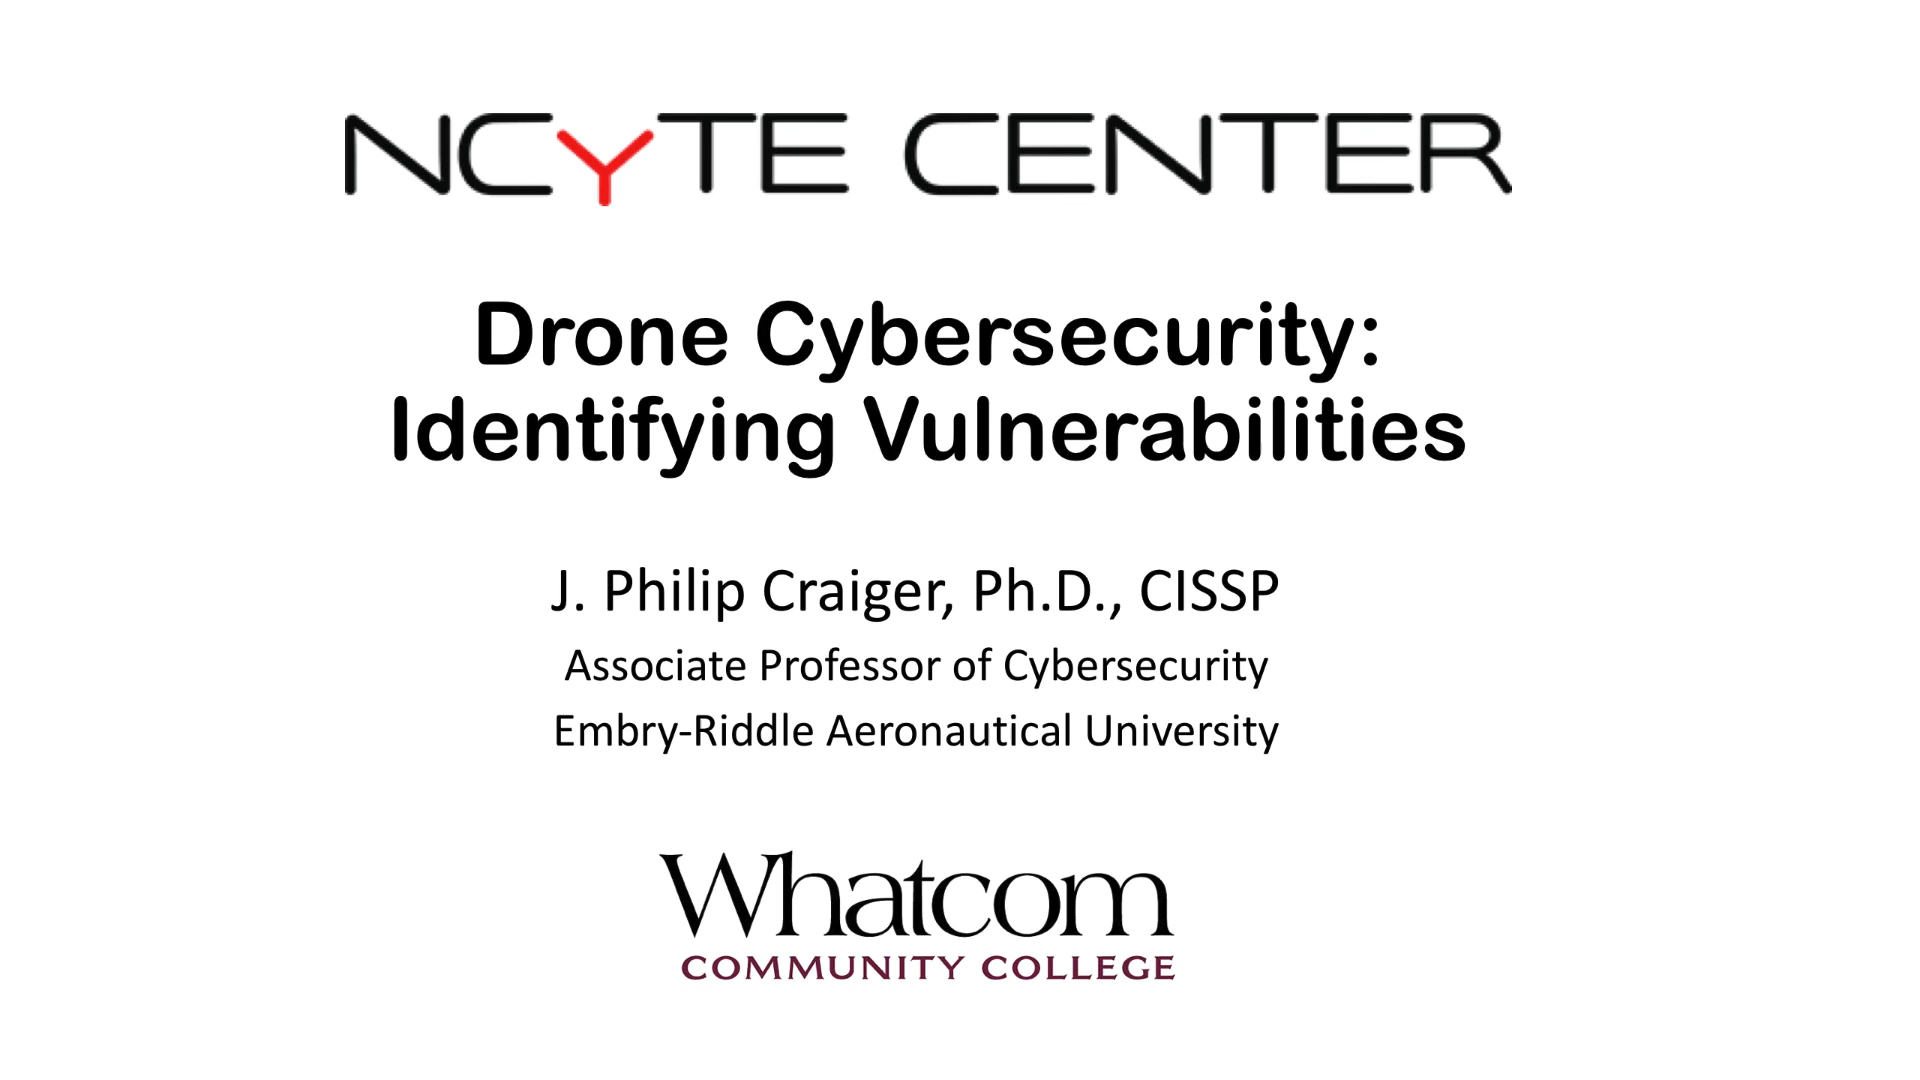 NCYTE CENTER
Drone Cybersecurity:
Identifying Vulnerabilities
J. Philip Craiger, Ph.D., CISSP
Associate Professor of Cybersecurity
Embry-Riddle Aeronautical University
Whatcom
COMMUNITY COLLEGE